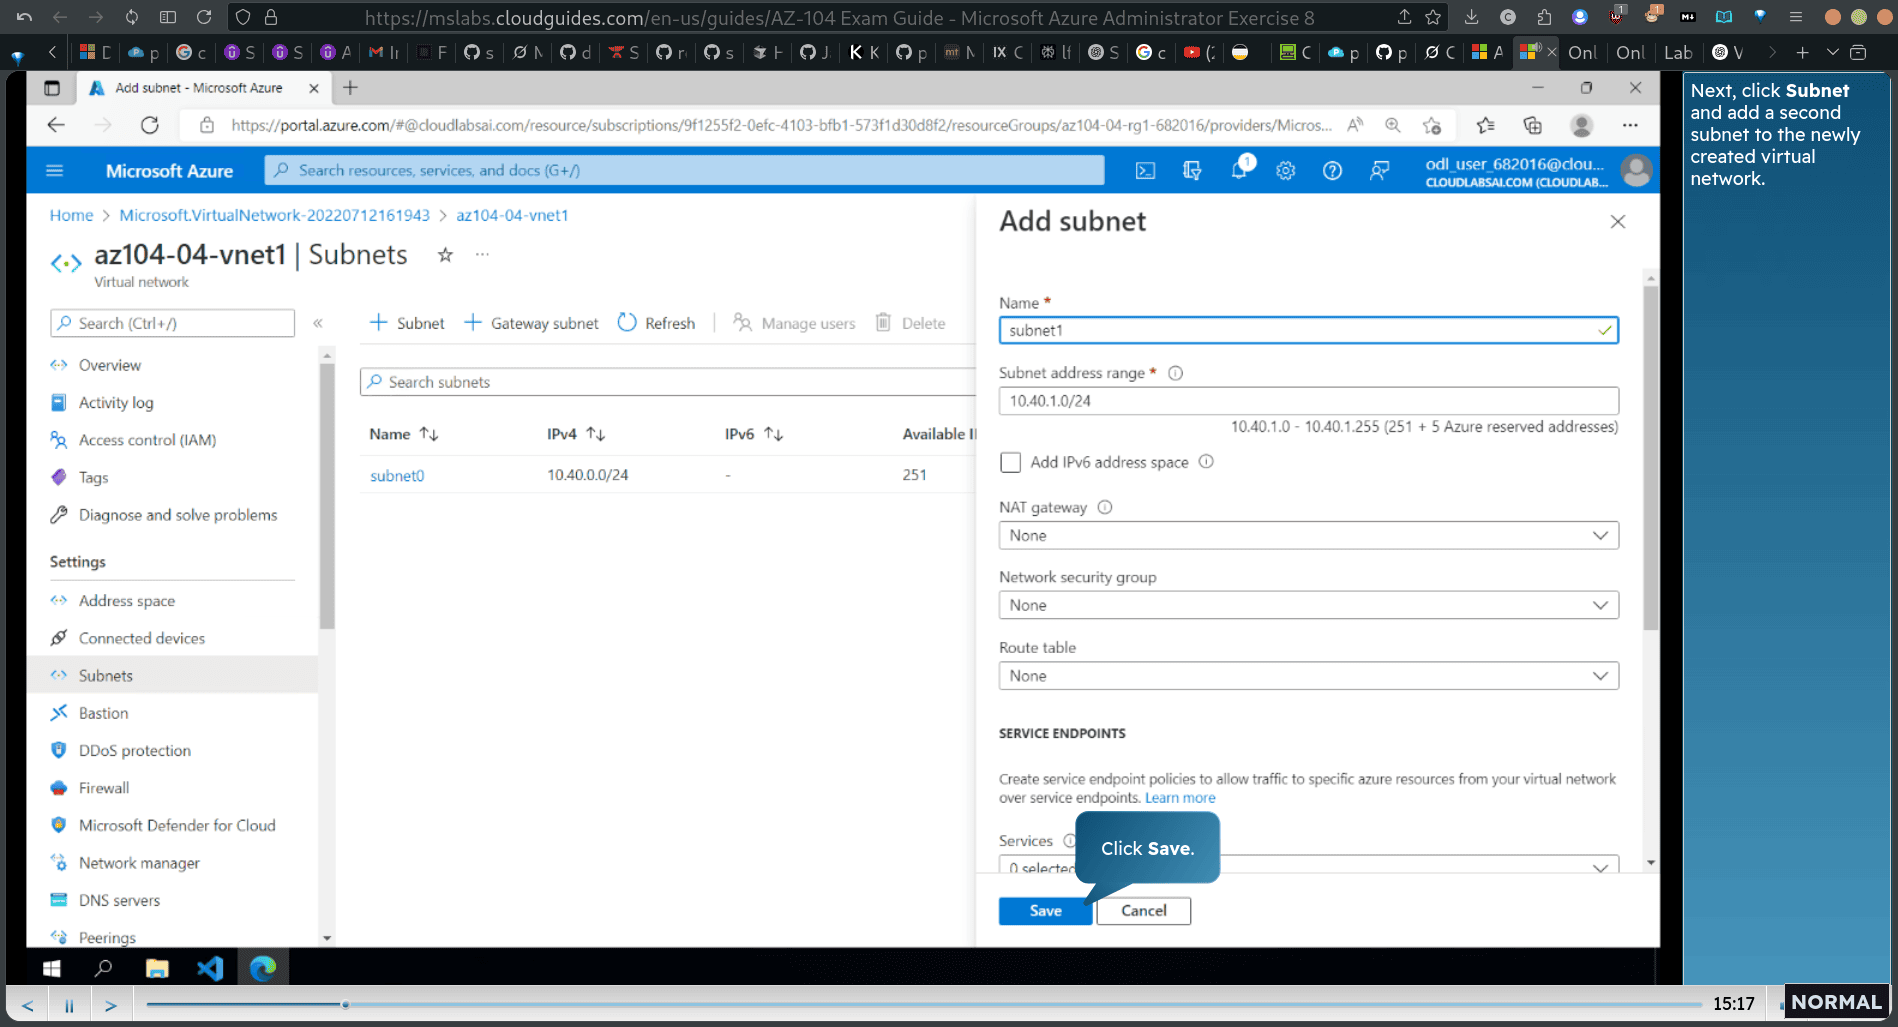 https://mslabs.cloudguides.com/en-us/guides/AZ-104 Exam Guide - Microsoft Azure Administrator Exercise 8
Add subnet - Microsoft Azure
https://portal.azure.com/#@cloudlabsai.com/resource/subscriptions/9f1255f2-0efc-4103-bfb1-573f1d30d8f2/resourceGroups/az104-04-rg1-682016/providers/Micros...
Microsoft Azure
Search resources, services, and docs (G+/)
1
odl_user_682016@clou...
CLOUDLABSAI.COM (CLOUDLAB...
Home > Microsoft.VirtualNetwork-20220712161943 > az104-04-vnet1
az104-04-vnet1 | Subnets
Virtual network
Search (Ctrl+/)
Overview
Activity log
Access control (IAM)
Tags
Diagnose and solve problems
Settings
Address space
Connected devices
Subnets
Bastion
DDoS protection
Firewall
Microsoft Defender for Cloud
Network manager
DNS servers
Peerings
+ Subnet + Gateway subnet Refresh Manage users Delete
Search subnets
Name IPv4 IPv6 Available I
subnet0 10.40.0.0/24 - 251
Add subnet
Name *
subnet1
Subnet address range *
10.40.1.0/24
10.40.1.0 - 10.40.1.255 (251 + 5 Azure reserved addresses)
Add IPv6 address space
NAT gateway
None
Network security group
None
Route table
None
SERVICE ENDPOINTS
Create service endpoint policies to allow traffic to specific azure resources from your virtual network
over service endpoints. Learn more
Services
0 selected
Click Save.
Save Cancel
Next, click Subnet
and add a second
subnet to the newly
created virtual
network.
15:17
NORMAL